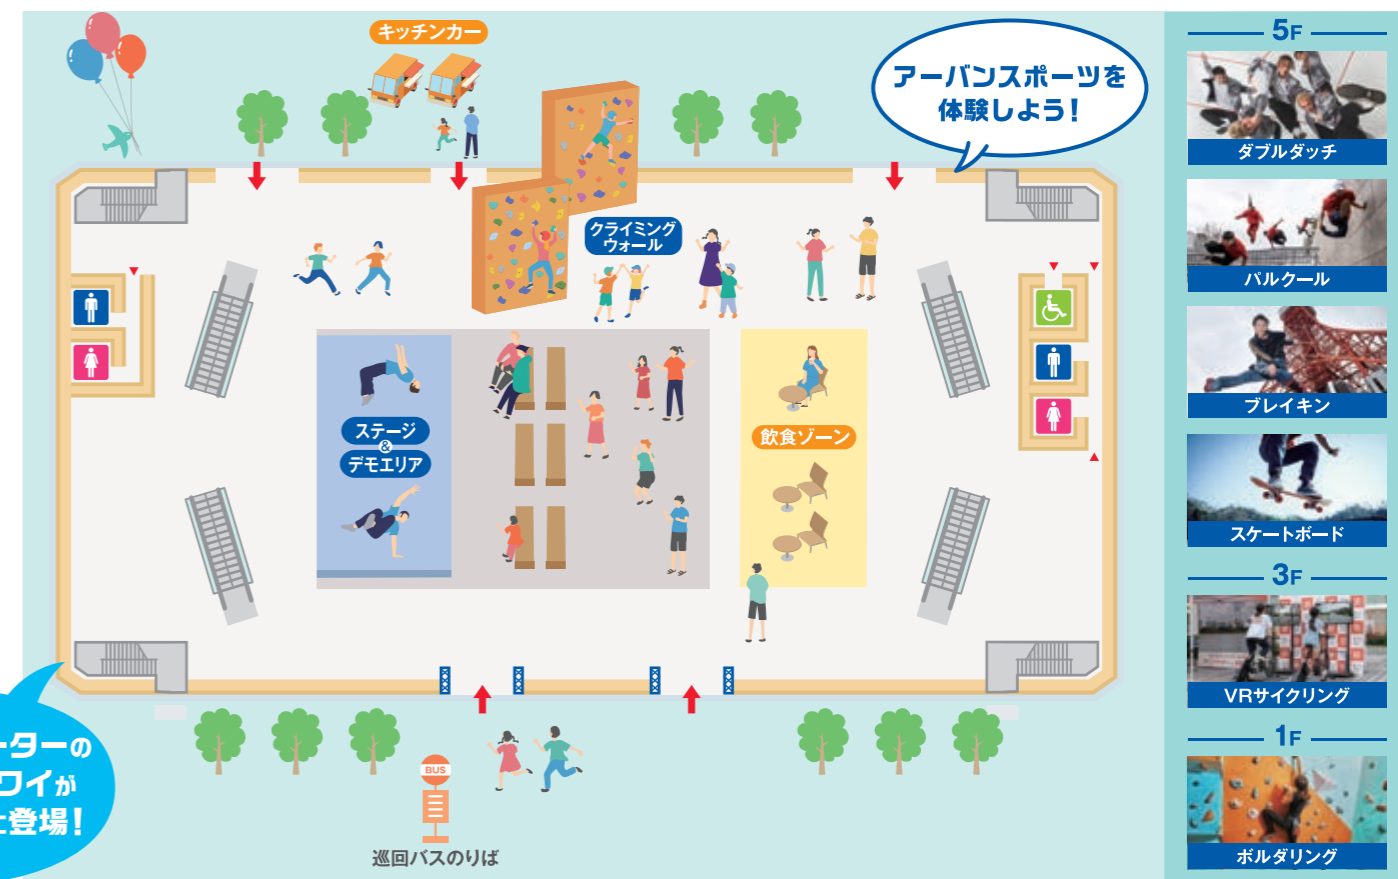 キッチンカー
アーバンスポーツを
体験しよう!
クライミング
ウォール
ステージ
&
デモエリア
飲食ゾーン
ーターの
ワイが
登場!
BUS
巡回バスのりば
5F
ダブルダッチ
パルクール
ブレイキン
スケートボード
3F
VRサイクリング
1F
ボルダリング